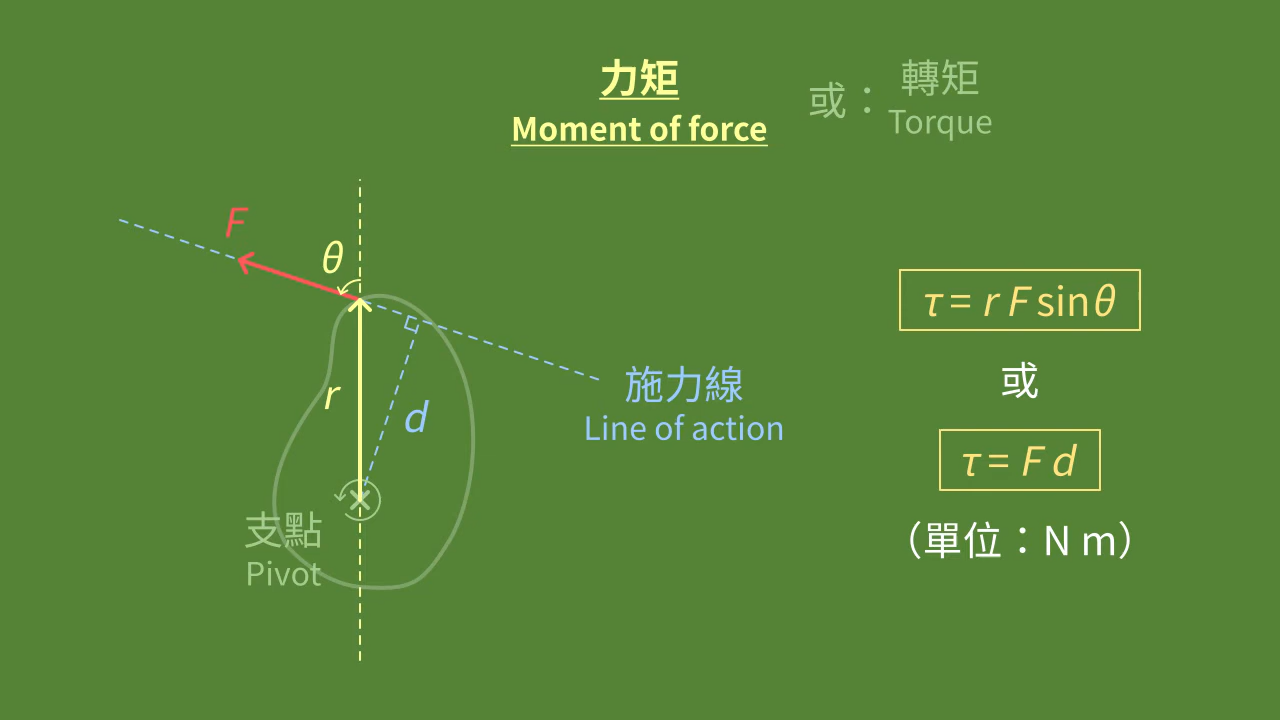 力矩
Moment of force
或：
轉矩
Torque
F
θ
r
d
施力線
Line of action
支點
Pivot
τ = r F sin θ
或
τ = F d
（單位：N m）